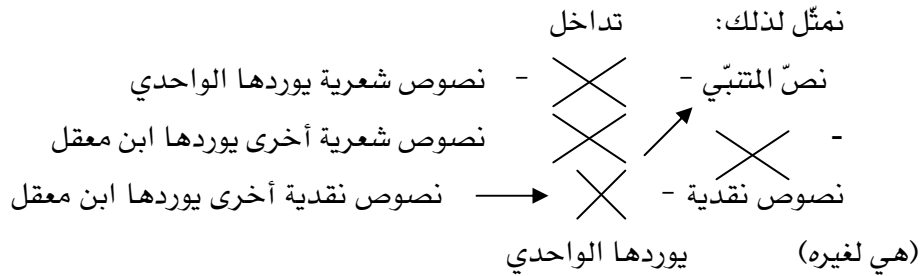 نمثّل لذلك: تداخل
نصّ المتنبّي - - نصوص شعرية يوردها الواحدي
- نصوص شعرية أخرى يوردها ابن معقل
نصوص نقدية - نصوص نقدية أخرى يوردها ابن معقل
(هي لغيره) يوردها الواحدي